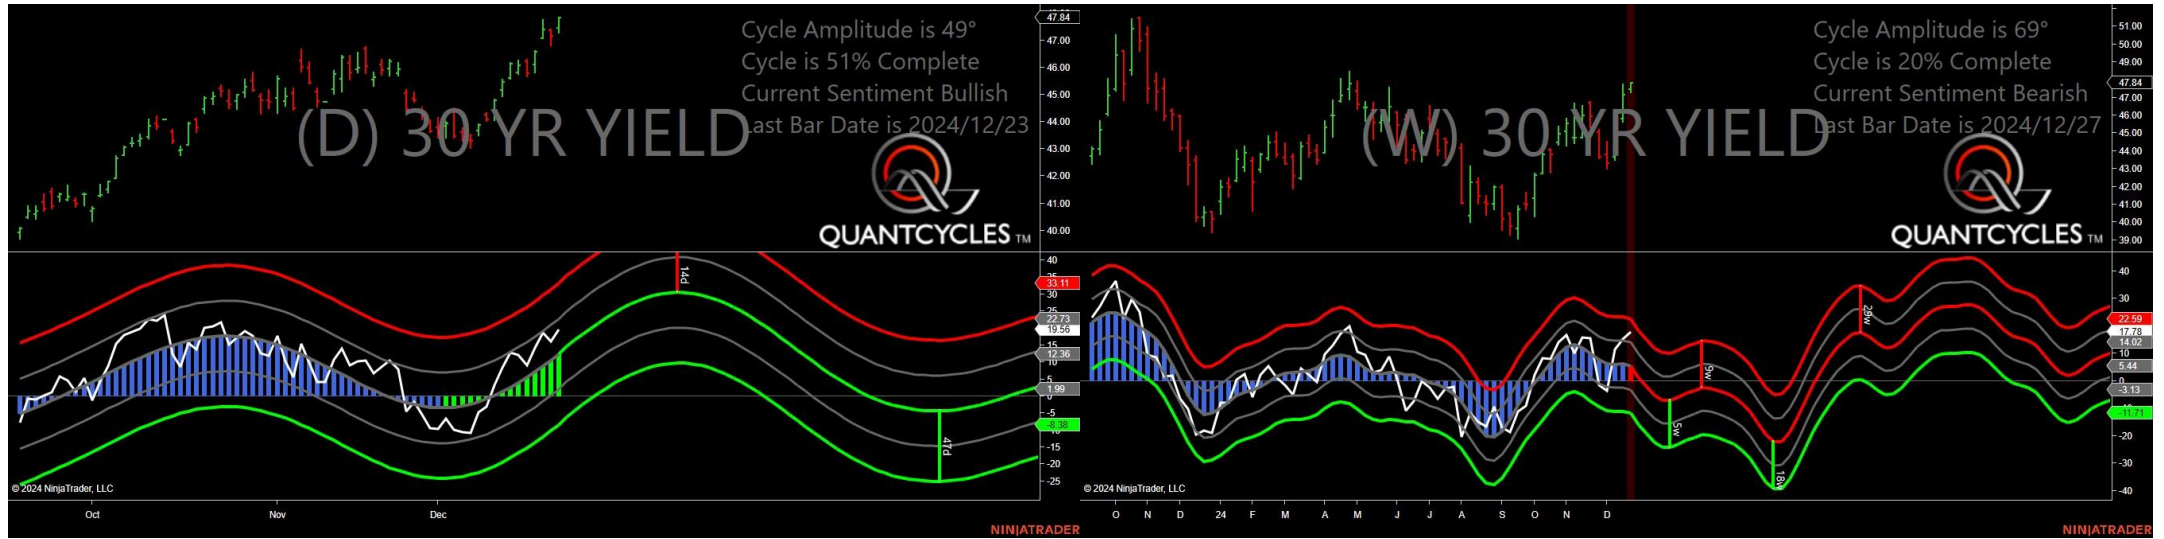 Cycle Amplitude is 49°
Cycle is 51% Complete
Current Sentiment Bullish
Last Bar Date is 2024/12/23
(D) 30 YR YIELD
QUANTCYCLES TM
47.84
47.00
46.00
45.00
44.00
43.00
42.00
41.00
40.00
40
33.11
30
22.73
19.56
15
12.36
1.99
0
-5
-8.38
-15
-20
-25
14d
47d
© 2024 NinjaTrader, LLC
Oct
Nov
Dec
NINJATRADER
Cycle Amplitude is 69°
Cycle is 20% Complete
Current Sentiment Bearish
Last Bar Date is 2024/12/27
(W) 30 YR YIELD
QUANTCYCLES TM
51.00
50.00
49.00
47.84
47.00
46.00
45.00
44.00
43.00
42.00
41.00
40.00
39.00
40
30
22.59
17.78
14.02
10
5.44
0
-3.13
-11.71
-20
-30
-40
5w
9w
18w
29w
© 2024 NinjaTrader, LLC
O N D 24 F M A M J J A S O N D
NINJATRADER